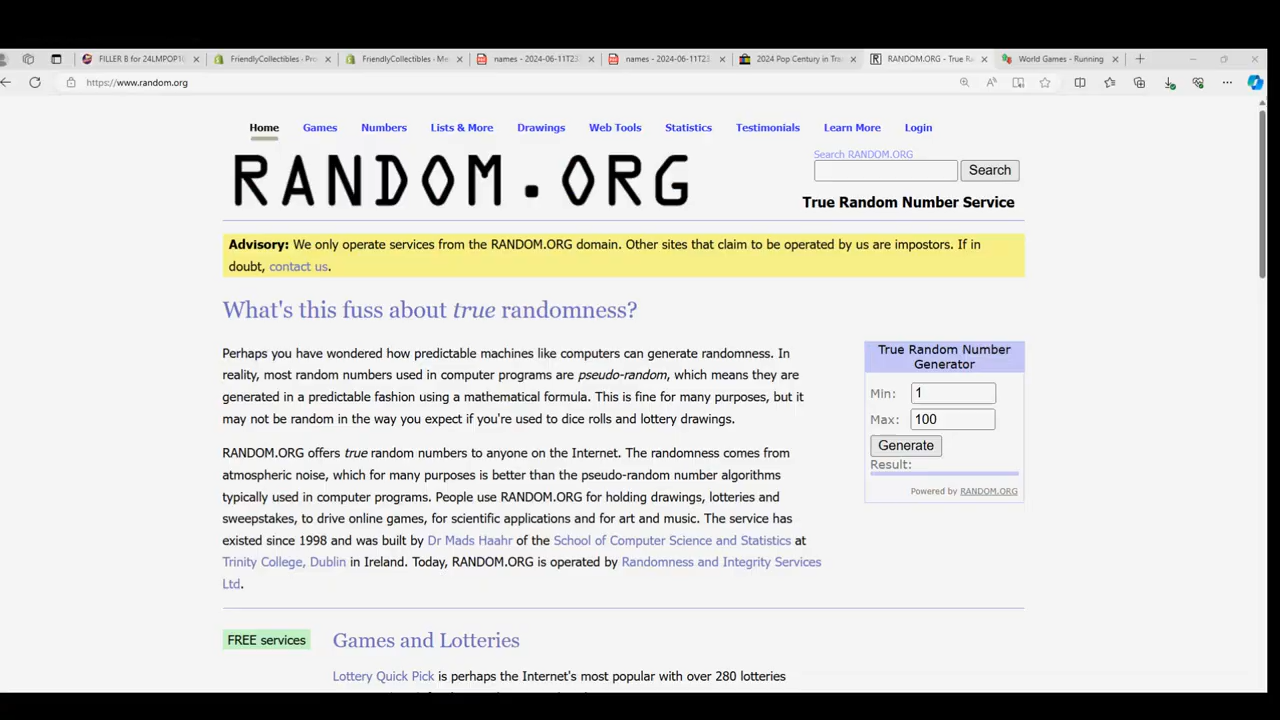 FILLER B for 24LMPOP10
FriendlyCollectibles - Pro
FriendlyCollectibles - Me
names - 2024-06-11T23
names - 2024-06-11T23
2024 Pop Century in Tra
RANDOM.ORG - True Ra
World Games - Running
https://www.random.org
Home Games Numbers Lists & More Drawings Web Tools Statistics Testimonials Learn More Login
RANDOM.ORG
Search RANDOM.ORG
Search
True Random Number Service
Advisory: We only operate services from the RANDOM.ORG domain. Other sites that claim to be operated by us are impostors. If in
doubt, contact us.
What's this fuss about true randomness?
Perhaps you have wondered how predictable machines like computers can generate randomness. In
reality, most random numbers used in computer programs are pseudo-random, which means they are
generated in a predictable fashion using a mathematical formula. This is fine for many purposes, but it
may not be random in the way you expect if you're used to dice rolls and lottery drawings.
RANDOM.ORG offers true random numbers to anyone on the Internet. The randomness comes from
atmospheric noise, which for many purposes is better than the pseudo-random number algorithms
typically used in computer programs. People use RANDOM.ORG for holding drawings, lotteries and
sweepstakes, to drive online games, for scientific applications and for art and music. The service has
existed since 1998 and was built by Dr Mads Haahr of the School of Computer Science and Statistics at
Trinity College, Dublin in Ireland. Today, RANDOM.ORG is operated by Randomness and Integrity Services
Ltd.
True Random Number
Generator
Min: 1
Max: 100
Generate
Result:
Powered by RANDOM.ORG
FREE services
Games and Lotteries
Lottery Quick Pick is perhaps the Internet's most popular with over 280 lotteries